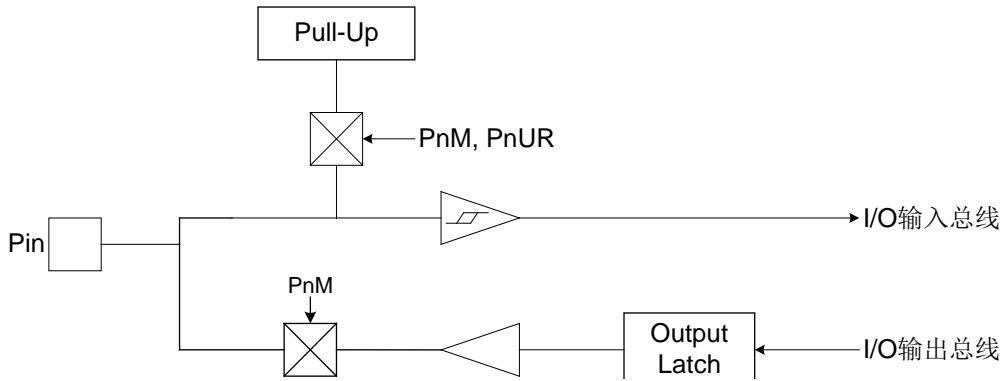 Pull-Up
PnM, PnUR
I/O输入总线
Pin
PnM
Output
Latch
I/O输出总线